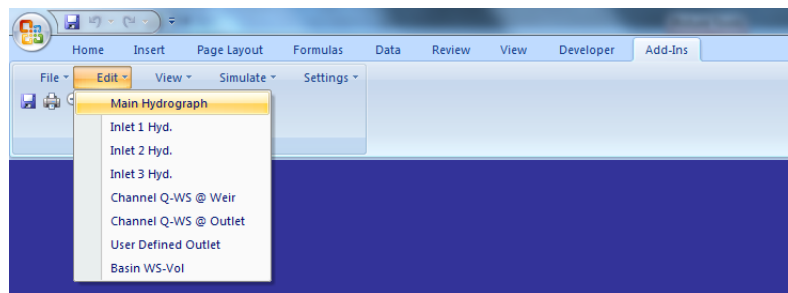 Home Insert Page Layout Formulas Data Review View Developer Add-Ins
File Edit View Simulate Settings
Main Hydrograph
Inlet 1 Hyd.
Inlet 2 Hyd.
Inlet 3 Hyd.
Channel Q-WS @ Weir
Channel Q-WS @ Outlet
User Defined Outlet
Basin WS-Vol